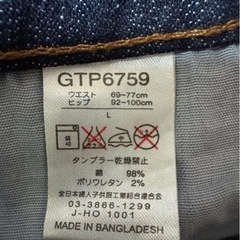 GTP6759
ウエスト 69~77cm
ヒップ 92~100cm
L
タンブラー乾燥禁止
綿 98%
ポリウレタン 2%
全日本婦人子供服工業組合連合会
03-3866-1299
J-HO 1001
MADE IN BANGLADESH